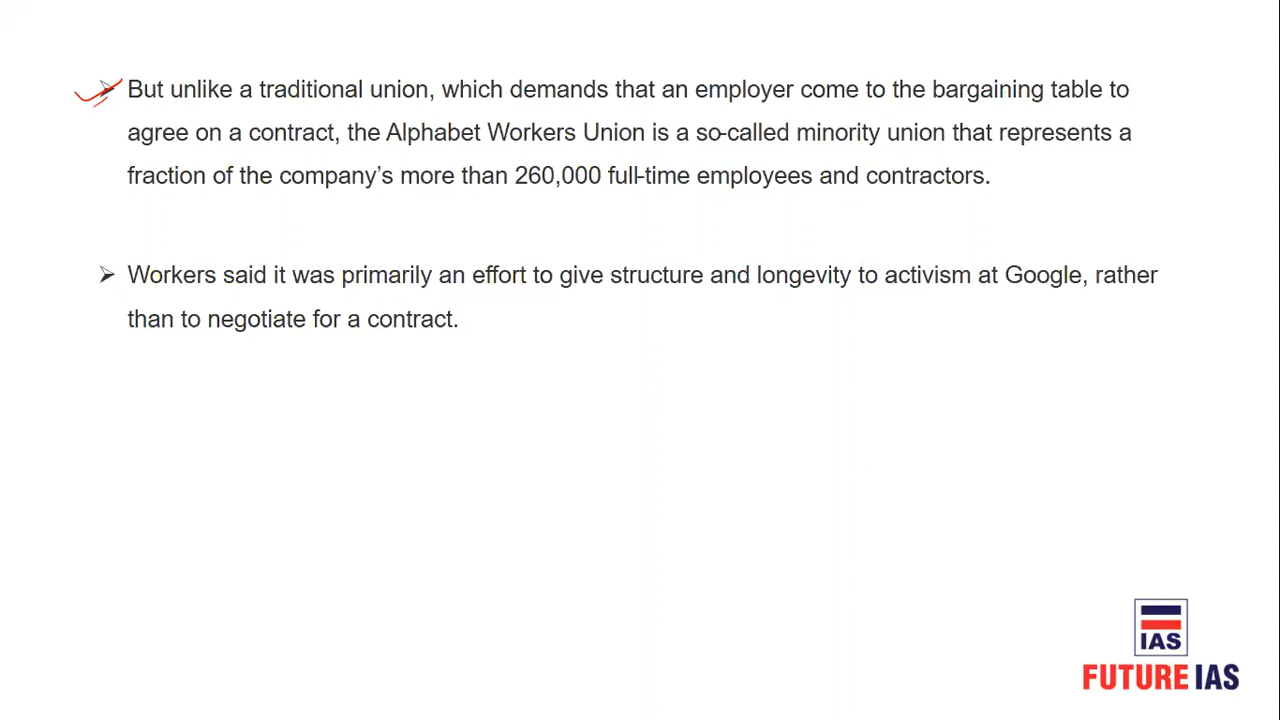 ➢ But unlike a traditional union, which demands that an employer come to the bargaining table to
agree on a contract, the Alphabet Workers Union is a so-called minority union that represents a
fraction of the company’s more than 260,000 full-time employees and contractors.
➢ Workers said it was primarily an effort to give structure and longevity to activism at Google, rather
than to negotiate for a contract.
IAS
FUTURE IAS